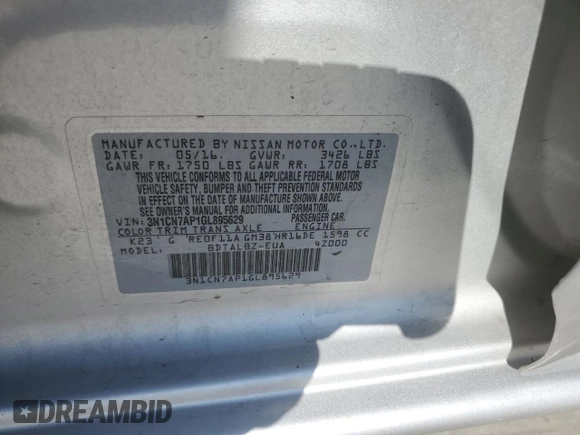 MANUFACTURED BY NISSAN MOTOR CO.,LTD.
DATE: 05/16. GVWR: 3426 LBS
GAWR FR: 1750 LBS GAWR RR: 1708 LBS
THIS VEHICLE CONFORMS TO ALL APPLICABLE FEDERAL MOTOR
VEHICLE SAFETY, BUMPER AND THEFT PREVENTION
STANDARDS IN EFFECT ON THE DATE OF MANUFACTURE SHOWN ABOVE.
SEE OWNER'S MANUAL FOR ADDITIONAL INFORMATION.
VIN: 3N1CN7AP1GL895629 PASSENGER CAR.
COLOR TRIM TRANS AXLE ENGINE
K23 G RE0F11A GM38 HR16DE 1598 CC
MODEL: BDTALBZ-EUA 42000
3N1CN7AP1GL895629
DREAMBID